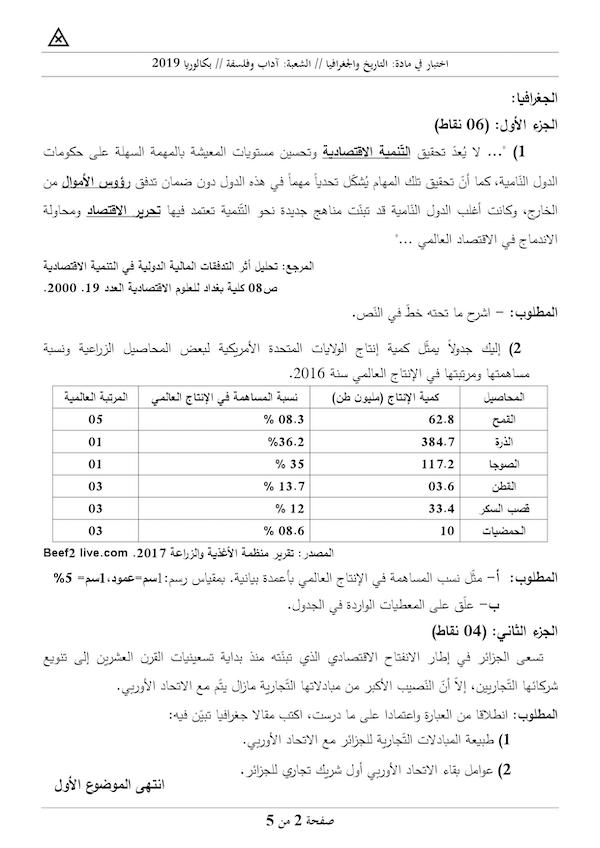 اختبار في مادة: التاريخ والجغرافيا // الشعبة: آداب وفلسفة // بكالوريا 2019
الجغرافيا:
الجزء الأول: (06 نقاط)
1) "... لا يُعدّ تحقيق التّنمية الاقتصادية وتحسين مستويات المعيشة بالمهمة السهلة على حكومات
الدول النّامية، كما أنّ تحقيق تلك المهام يُشكّل تحدياً مهماً في هذه الدول دون ضمان تدفق رؤوس الأموال من
الخارج، وكانت أغلب الدول النّامية قد تبنّت مناهج جديدة نحو التّنمية تعتمد فيها تحرير الاقتصاد ومحاولة
الاندماج في الاقتصاد العالمي ..."
المرجع: تحليل أثر التدفقات المالية الدولية في التنمية الاقتصادية
ص08 كلية بغداد للعلوم الاقتصادية العدد 19. 2000.
المطلوب: – اشرح ما تحته خطّ في النّص.
2) إليك جدولاً يمثّل كمية إنتاج الولايات المتحدة الأمريكية لبعض المحاصيل الزراعية ونسبة
مساهمتها ومرتبتها في الإنتاج العالمي سنة 2016.
المحاصيل كمية الإنتاج (مليون طن) نسبة المساهمة في الإنتاج العالمي المرتبة العالمية
القمح 62.8 08.3 % 05
الذرة 384.7 36.2% 01
الصوجا 117.2 35 % 01
القطن 03.6 13.7 % 03
قصب السكر 33.4 12 % 03
الحمضيات 10 08.6 % 03
المصدر: تقرير منظمة الأغذية والزراعة 2017. Beef2 live.com
المطلوب: أ– مثّل نسب المساهمة في الإنتاج العالمي بأعمدة بيانية. بمقياس رسم:1سم=عمود،1سم= 5%
ب– علّق على المعطيات الواردة في الجدول.
الجزء الثاني: (04 نقاط)
تسعى الجزائر في إطار الانفتاح الاقتصادي الذي تبنّته منذ بداية تسعينيات القرن العشرين إلى تنويع
شركائها التّجاريين، إلاّ أنّ النّصيب الأكبر من مبادلاتها التّجارية مازال يتّم مع الاتحاد الأوربي.
المطلوب: انطلاقا من العبارة واعتمادا على ما درست، اكتب مقالا جغرافيا تبيّن فيه:
1) طبيعة المبادلات التّجارية للجزائر مع الاتحاد الأوربي.
2) عوامل بقاء الاتحاد الأوربي أول شريك تجاري للجزائر.
انتهى الموضوع الأول
صفحة 2 من 5